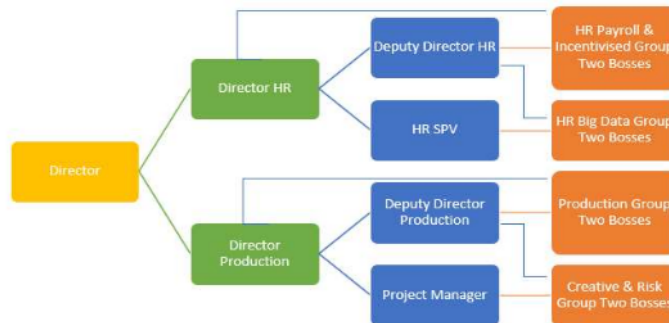 HR Payroll &
Incentivised Group
Two Bosses
Deputy Director HR
Director HR
HR SPV
HR Big Data Group
Two Bosses
Director
Deputy Director
Production
Production Group
Two Bosses
Director
Production
Project Manager
Creative & Risk
Group Two Bosses